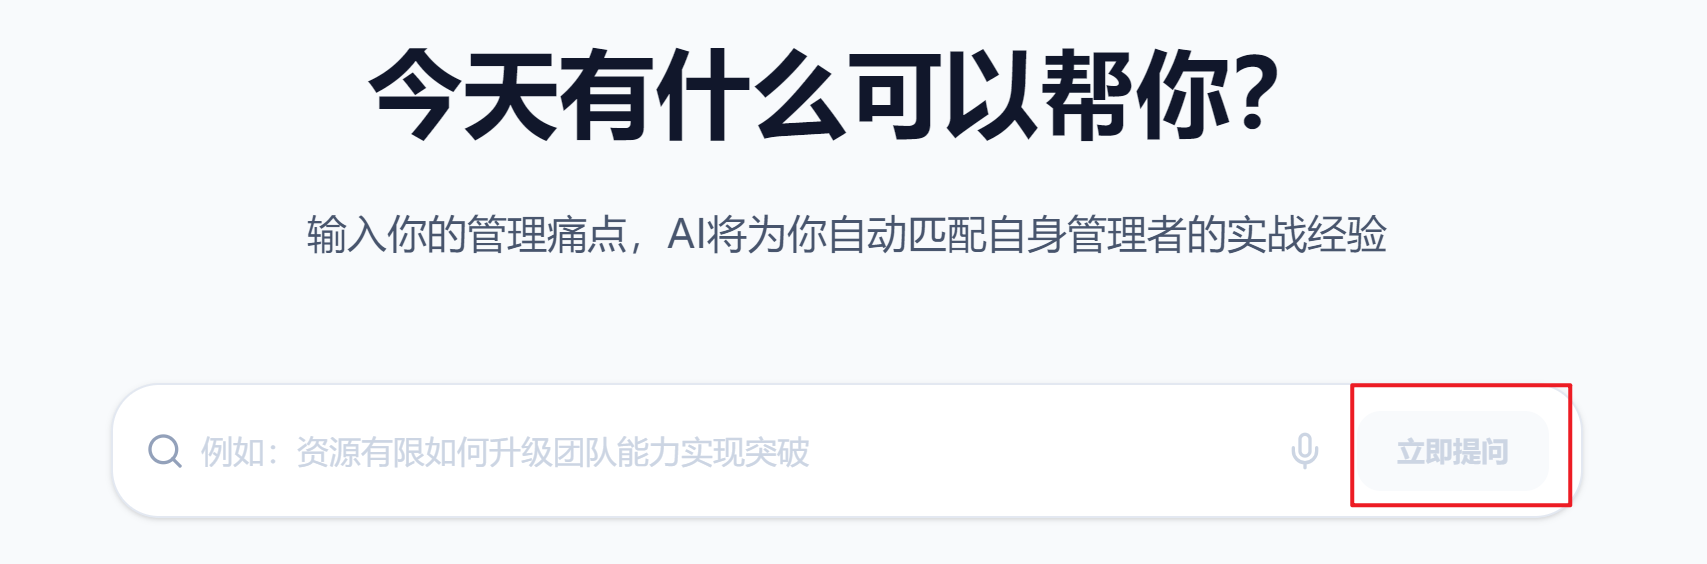 今天有什么可以帮你？
输入你的管理痛点，AI将为你自动匹配自身管理者的实战经验
例如：资源有限如何升级团队能力实现突破
立即提问